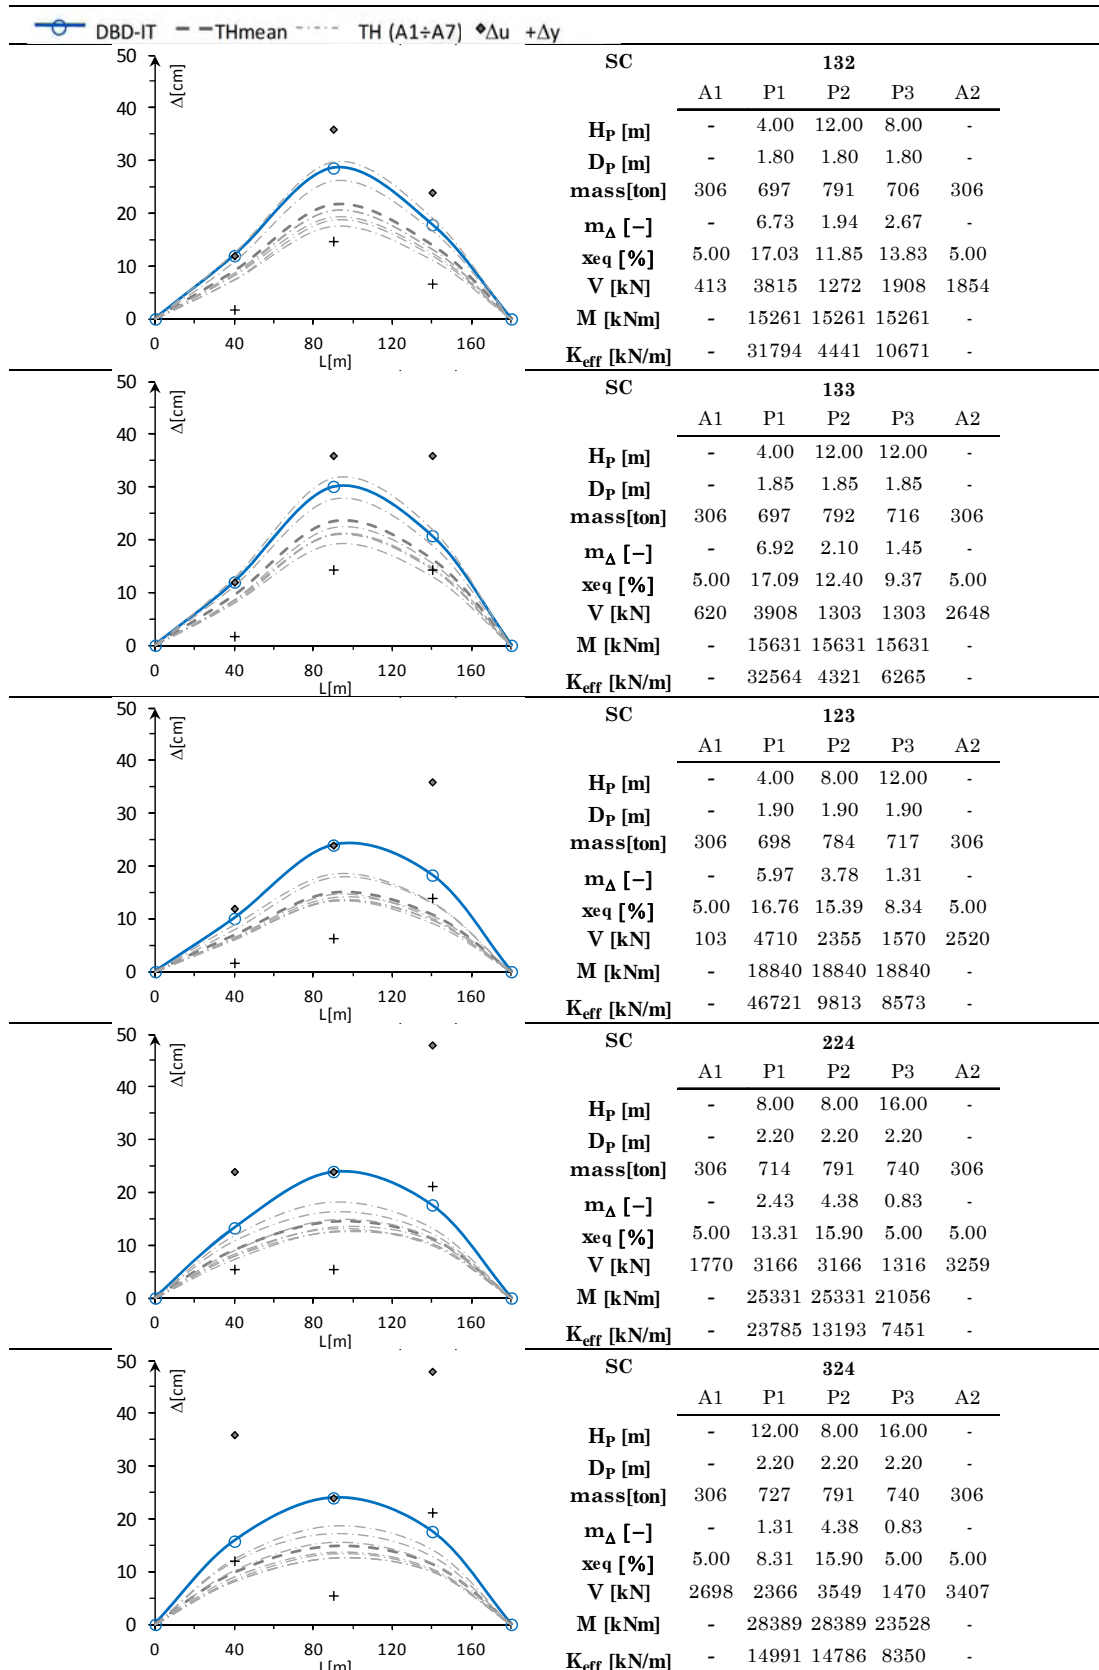 DBD-IT THmean TH (A1÷A7) Δu +Δy
50
40
30
20
10
0
Δ[cm]
0 40 80 120 160
L[m]
SC 132
A1 P1 P2 P3 A2
HP [m] - 4.00 12.00 8.00 -
DP [m] - 1.80 1.80 1.80 -
mass[ton] 306 697 791 706 306
mΔ [−] - 6.73 1.94 2.67 -
xeq [%] 5.00 17.03 11.85 13.83 5.00
V [kN] 413 3815 1272 1908 1854
M [kNm] - 15261 15261 15261 -
Keff [kN/m] - 31794 4441 10671 -
50
40
30
20
10
0
Δ[cm]
0 40 80 120 160
L[m]
SC 133
A1 P1 P2 P3 A2
HP [m] - 4.00 12.00 12.00 -
DP [m] - 1.85 1.85 1.85 -
mass[ton] 306 697 792 716 306
mΔ [−] - 6.92 2.10 1.45 -
xeq [%] 5.00 17.09 12.40 9.37 5.00
V [kN] 620 3908 1303 1303 2648
M [kNm] - 15631 15631 15631 -
Keff [kN/m] - 32564 4321 6265 -
50
40
30
20
10
0
Δ[cm]
0 40 80 120 160
L[m]
SC 123
A1 P1 P2 P3 A2
HP [m] - 4.00 8.00 12.00 -
DP [m] - 1.90 1.90 1.90 -
mass[ton] 306 698 784 717 306
mΔ [−] - 5.97 3.78 1.31 -
xeq [%] 5.00 16.76 15.39 8.34 5.00
V [kN] 103 4710 2355 1570 2520
M [kNm] - 18840 18840 18840 -
Keff [kN/m] - 46721 9813 8573 -
50
40
30
20
10
0
Δ[cm]
0 40 80 120 160
L[m]
SC 224
A1 P1 P2 P3 A2
HP [m] - 8.00 8.00 16.00 -
DP [m] - 2.20 2.20 2.20 -
mass[ton] 306 714 791 740 306
mΔ [−] - 2.43 4.38 0.83 -
xeq [%] 5.00 13.31 15.90 5.00 5.00
V [kN] 1770 3166 3166 1316 3259
M [kNm] - 25331 25331 21056 -
Keff [kN/m] - 23785 13193 7451 -
50
40
30
20
10
0
Δ[cm]
0 40 80 120 160
L[m]
SC 324
A1 P1 P2 P3 A2
HP [m] - 12.00 8.00 16.00 -
DP [m] - 2.20 2.20 2.20 -
mass[ton] 306 727 791 740 306
mΔ [−] - 1.31 4.38 0.83 -
xeq [%] 5.00 8.31 15.90 5.00 5.00
V [kN] 2698 2366 3549 1470 3407
M [kNm] - 28389 28389 23528 -
Keff [kN/m] - 14991 14786 8350 -